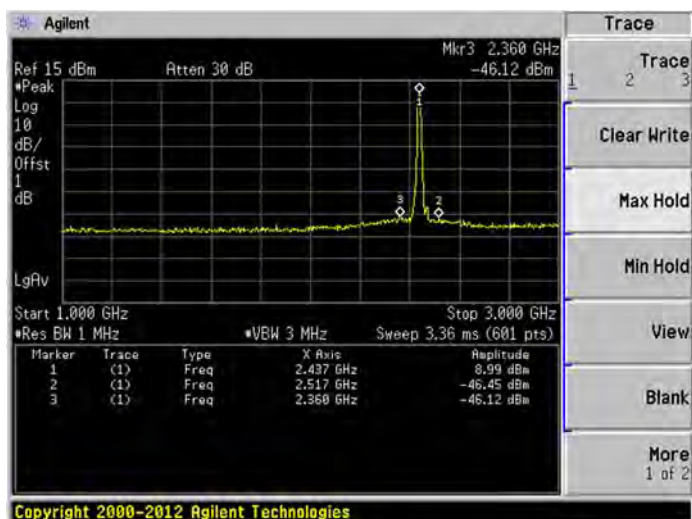 Agilent
Trace
Mkr3 2.360 GHz
Ref 15 dBm Atten 30 dB -46.12 dBm
#Peak
Log
10
dB/
Offst
1
dB
LgAv
1
3
2
Start 1.000 GHz Stop 3.000 GHz
#Res BW 1 MHz #VBW 3 MHz Sweep 3.36 ms (601 pts)
Marker Trace Type X Axis Amplitude
1 (1) Freq 2.437 GHz 8.99 dBm
2 (1) Freq 2.517 GHz -46.45 dBm
3 (1) Freq 2.360 GHz -46.12 dBm
Copyright 2000-2012 Agilent Technologies
Trace
1 2 3
Clear Write
Max Hold
Min Hold
View
Blank
More
1 of 2